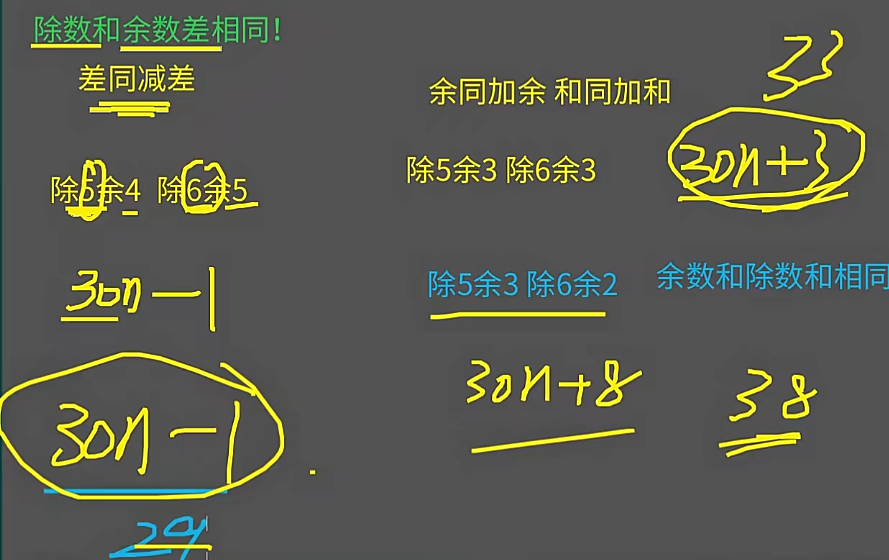 除数和余数差相同！
差同减差
除5余4 除6余5
30n-1
30n-1
29
余同加余 和同加和
33
除5余3 除6余3
30n+3
除5余3 除6余2
余数和除数和相同
30n+8
38